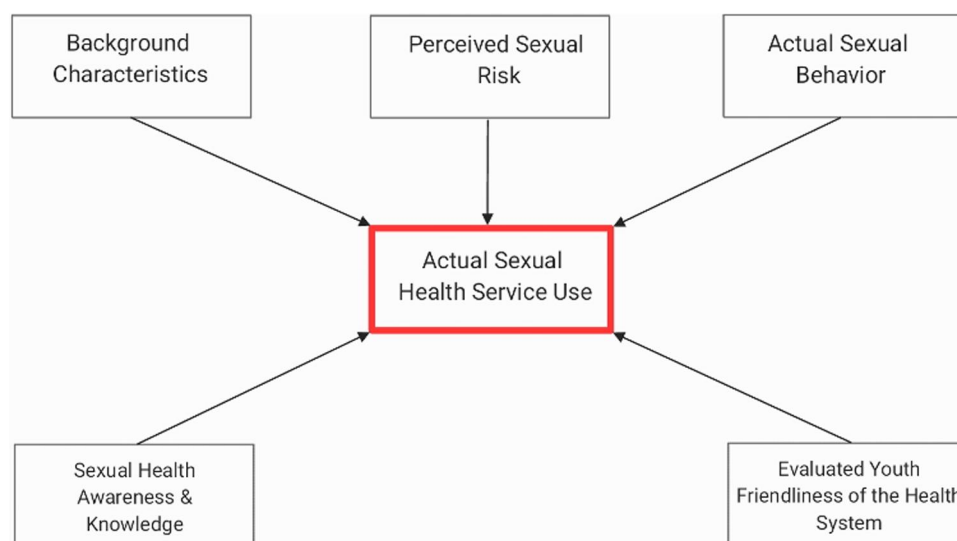 Background
Characteristics
Perceived Sexual
Risk
Actual Sexual
Behavior
Actual Sexual
Health Service Use
Sexual Health
Awareness &
Knowledge
Evaluated Youth
Friendliness of the Health
System